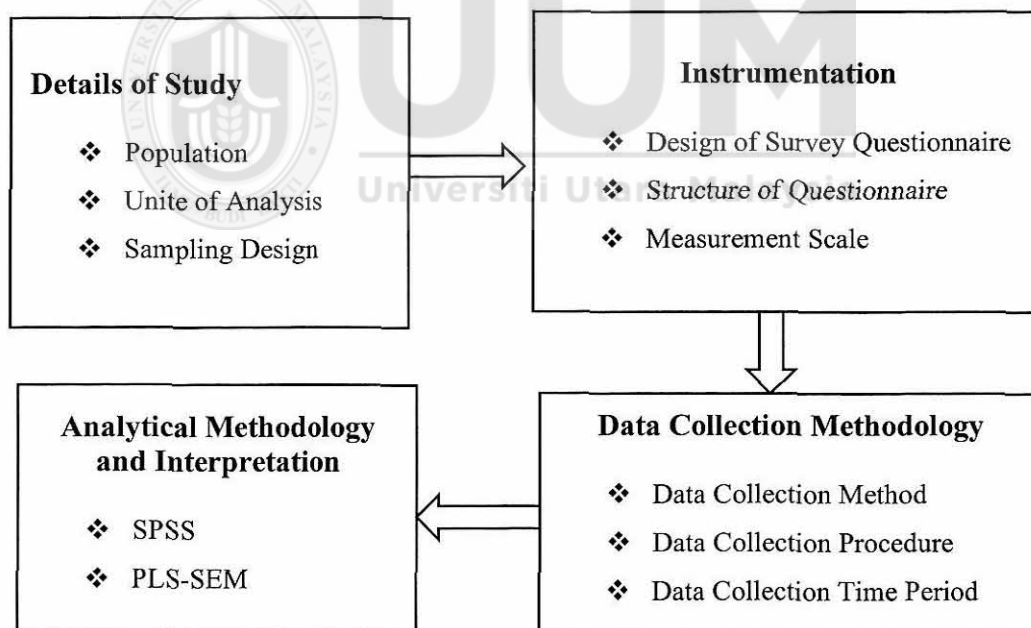 Details of Study
❖ Population
❖ Unite of Analysis
❖ Sampling Design
Instrumentation
❖ Design of Survey Questionnaire
❖ Structure of Questionnaire
❖ Measurement Scale
Data Collection Methodology
❖ Data Collection Method
❖ Data Collection Procedure
❖ Data Collection Time Period
Analytical Methodology
and Interpretation
❖ SPSS
❖ PLS-SEM
UUM
Universiti Utara Malaysia